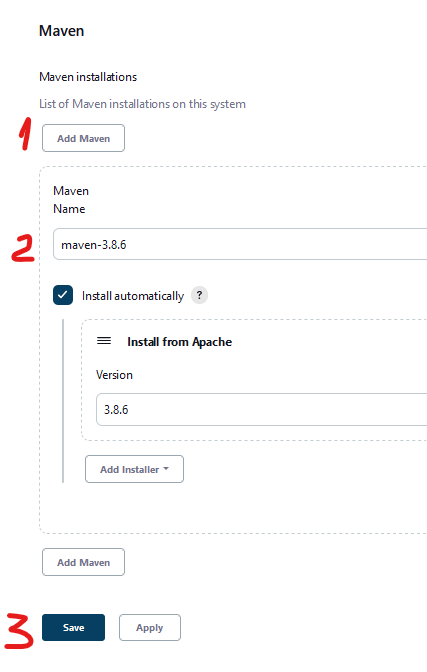 Maven
Maven installations
List of Maven installations on this system
1
Add Maven
Maven
Name
2
maven-3.8.6
Install automatically ?
Install from Apache
Version
3.8.6
Add Installer
Add Maven
3
Save Apply